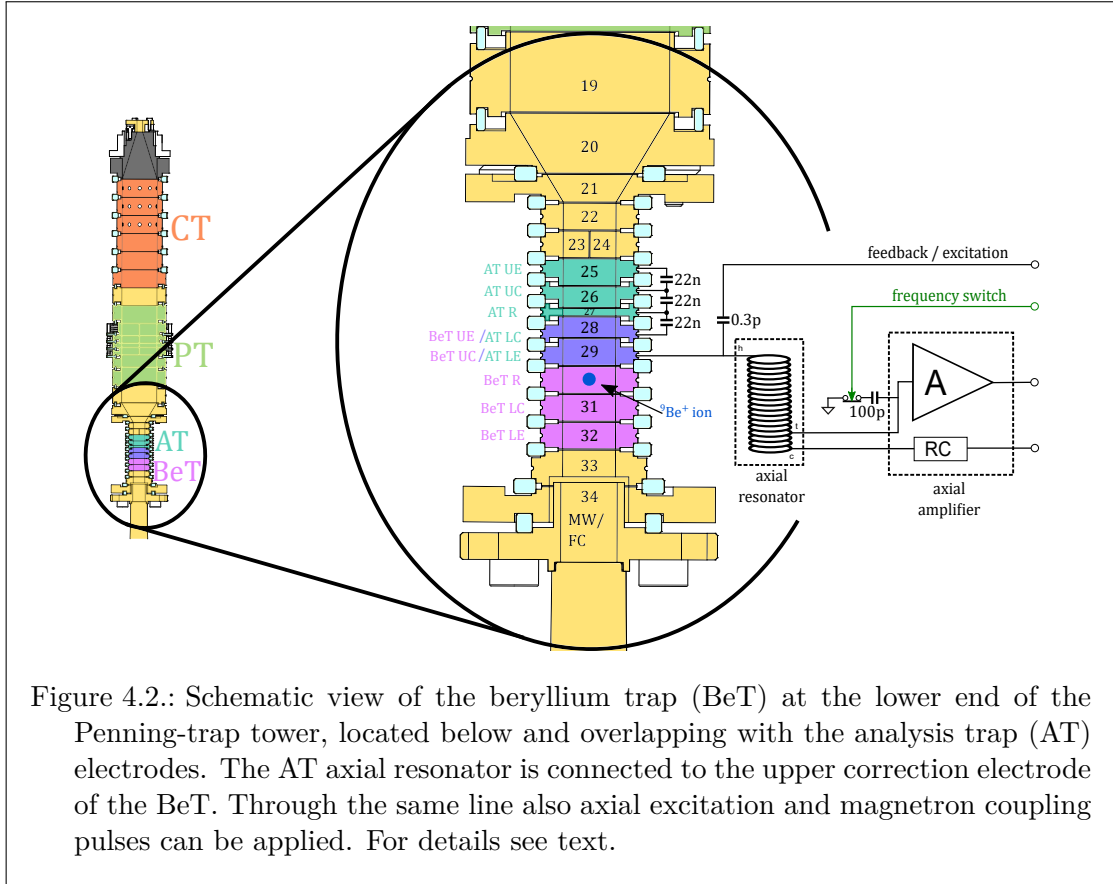 CT
PT
AT
BeT
19
20
21
22
23 24
AT UE 25 22n
AT UC 26 22n
AT R 27 22n
BeT UE /AT LC 28
BeT UC/AT LE 29
BeT R
⁹Be⁺ ion
BeT LC 31
BeT LE 32
33
34
MW/
FC
feedback / excitation
frequency switch
0.3p
h
100p
A
t
c
RC
axial
resonator
axial
amplifier
Figure 4.2.: Schematic view of the beryllium trap (BeT) at the lower end of the
Penning-trap tower, located below and overlapping with the analysis trap (AT)
electrodes. The AT axial resonator is connected to the upper correction electrode
of the BeT. Through the same line also axial excitation and magnetron coupling
pulses can be applied. For details see text.